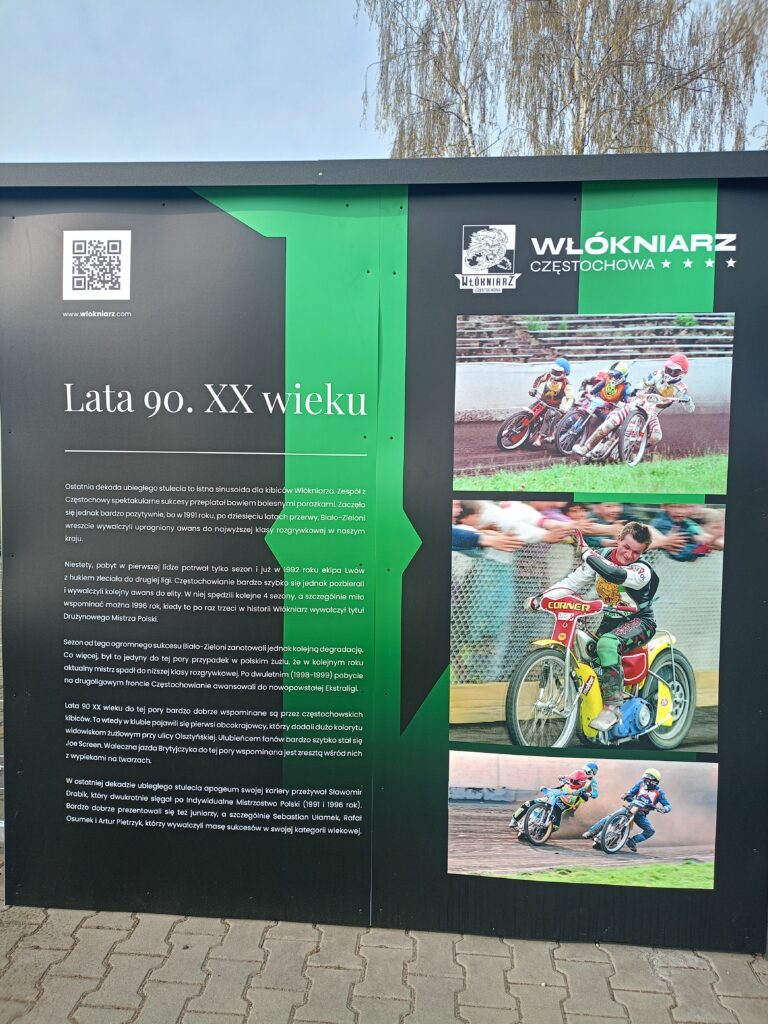 www.wlokniarz.com
WŁÓKNIARZ
CZĘSTOCHOWA
WŁÓKNIARZ
CZĘSTOCHOWA
Lata 90. XX wieku
Ostatnia dekada ubiegłego stulecia to istna sinusoida dla kibiców Włókniarza. Zespół z
Częstochowy spektakularne sukcesy przeplatał bowiem bolesnymi porażkami. Zaczęło
się jednak bardzo pozytywnie, bo w 1991 roku, po dziesięciu latach przerwy, Biało-Zieloni
wreszcie wywalczyli upragniony awans do najwyższej klasy rozgrywkowej w naszym
kraju.
Niestety, pobyt w pierwszej lidze potrwał tylko sezon i już w 1992 roku ekipa Lwów
z hukiem zleciała do drugiej ligi. Częstochowianie bardzo szybko się jednak pozbierali
i wywalczyli kolejny awans do elity. W niej spędzili kolejne 4 sezony, a szczególnie miło
wspominać można 1996 rok, kiedy to po raz trzeci w historii Włókniarz wywalczył tytuł
Drużynowego Mistrza Polski.
Sezon od tego ogromnego sukcesu Biało-Zieloni zanotowali jednak kolejną degradację.
Co więcej, był to jedyny do tej pory przypadek w polskim żużlu, że w kolejnym roku
aktualny mistrz spadł do niższej klasy rozgrywkowej. Po dwuletnim (1998-1999) pobycie
na drugoligowym froncie Częstochowianie awansowali do nowopowstałej Ekstraligi.
Lata 90 XX wieku do tej pory bardzo dobrze wspominane są przez częstochowskich
kibiców. To wtedy w klubie pojawili się pierwsi obcokrajowcy, którzy dodali dużo kolorytu
widowiskom żużlowym przy ulicy Olsztyńskiej. Ulubieńcem fanów bardzo szybko stał się
Joe Screen. Waleczna jazda Brytyjczyka do tej pory wspominana jest zresztą wśród nich
z wypiekami na twarzach.
W ostatniej dekadzie ubiegłego stulecia apogeum swojej kariery przeżywał Sławomir
Drabik, który dwukrotnie sięgał po Indywidualne Mistrzostwo Polski (1991 i 1996 rok).
Bardzo dobrze prezentowali się też juniorzy, a szczególnie Sebastian Ułamek, Rafał
Osumek i Artur Pietrzyk, którzy wywalczyli masę sukcesów w swojej kategorii wiekowej.
CORNER